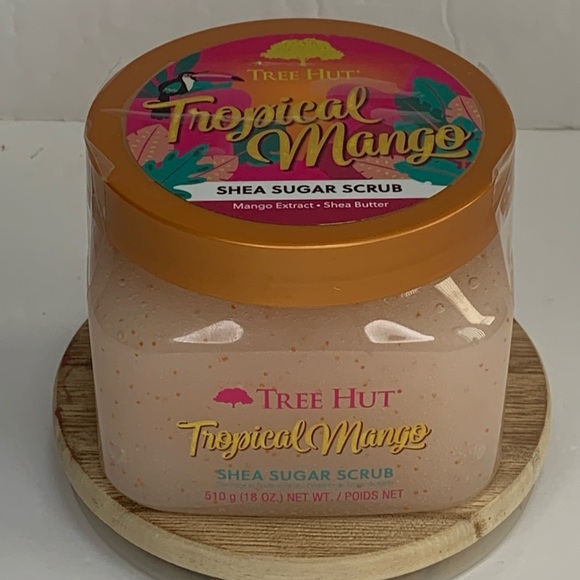 TREE HUT®
Tropical
Mango
SHEA SUGAR SCRUB
Mango Extract • Shea Butter
TREE HUT®
Tropical Mango
SHEA SUGAR SCRUB
510 g (18 OZ.) NET WT. / POIDS NET